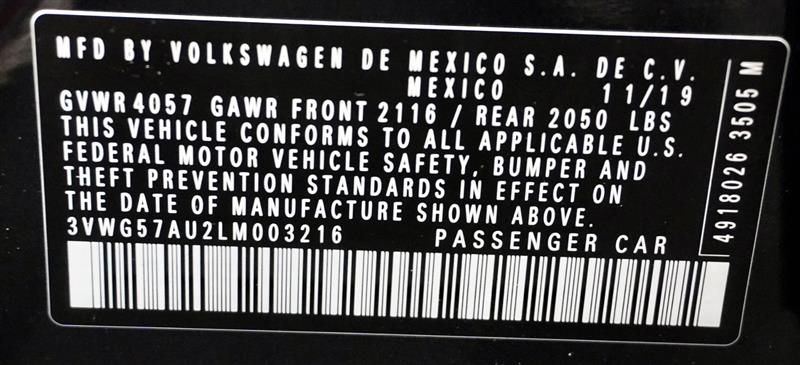 MFD BY VOLKSWAGEN DE MEXICO S.A. DE C.V.
MEXICO 11/19
GVWR 4057 GAWR FRONT 2116 / REAR 2050 LBS
THIS VEHICLE CONFORMS TO ALL APPLICABLE U.S.
FEDERAL MOTOR VEHICLE SAFETY, BUMPER AND
THEFT PREVENTION STANDARDS IN EFFECT ON
THE DATE OF MANUFACTURE SHOWN ABOVE.
3VWG57AU2LM003216 PASSENGER CAR
4918026 3505 M